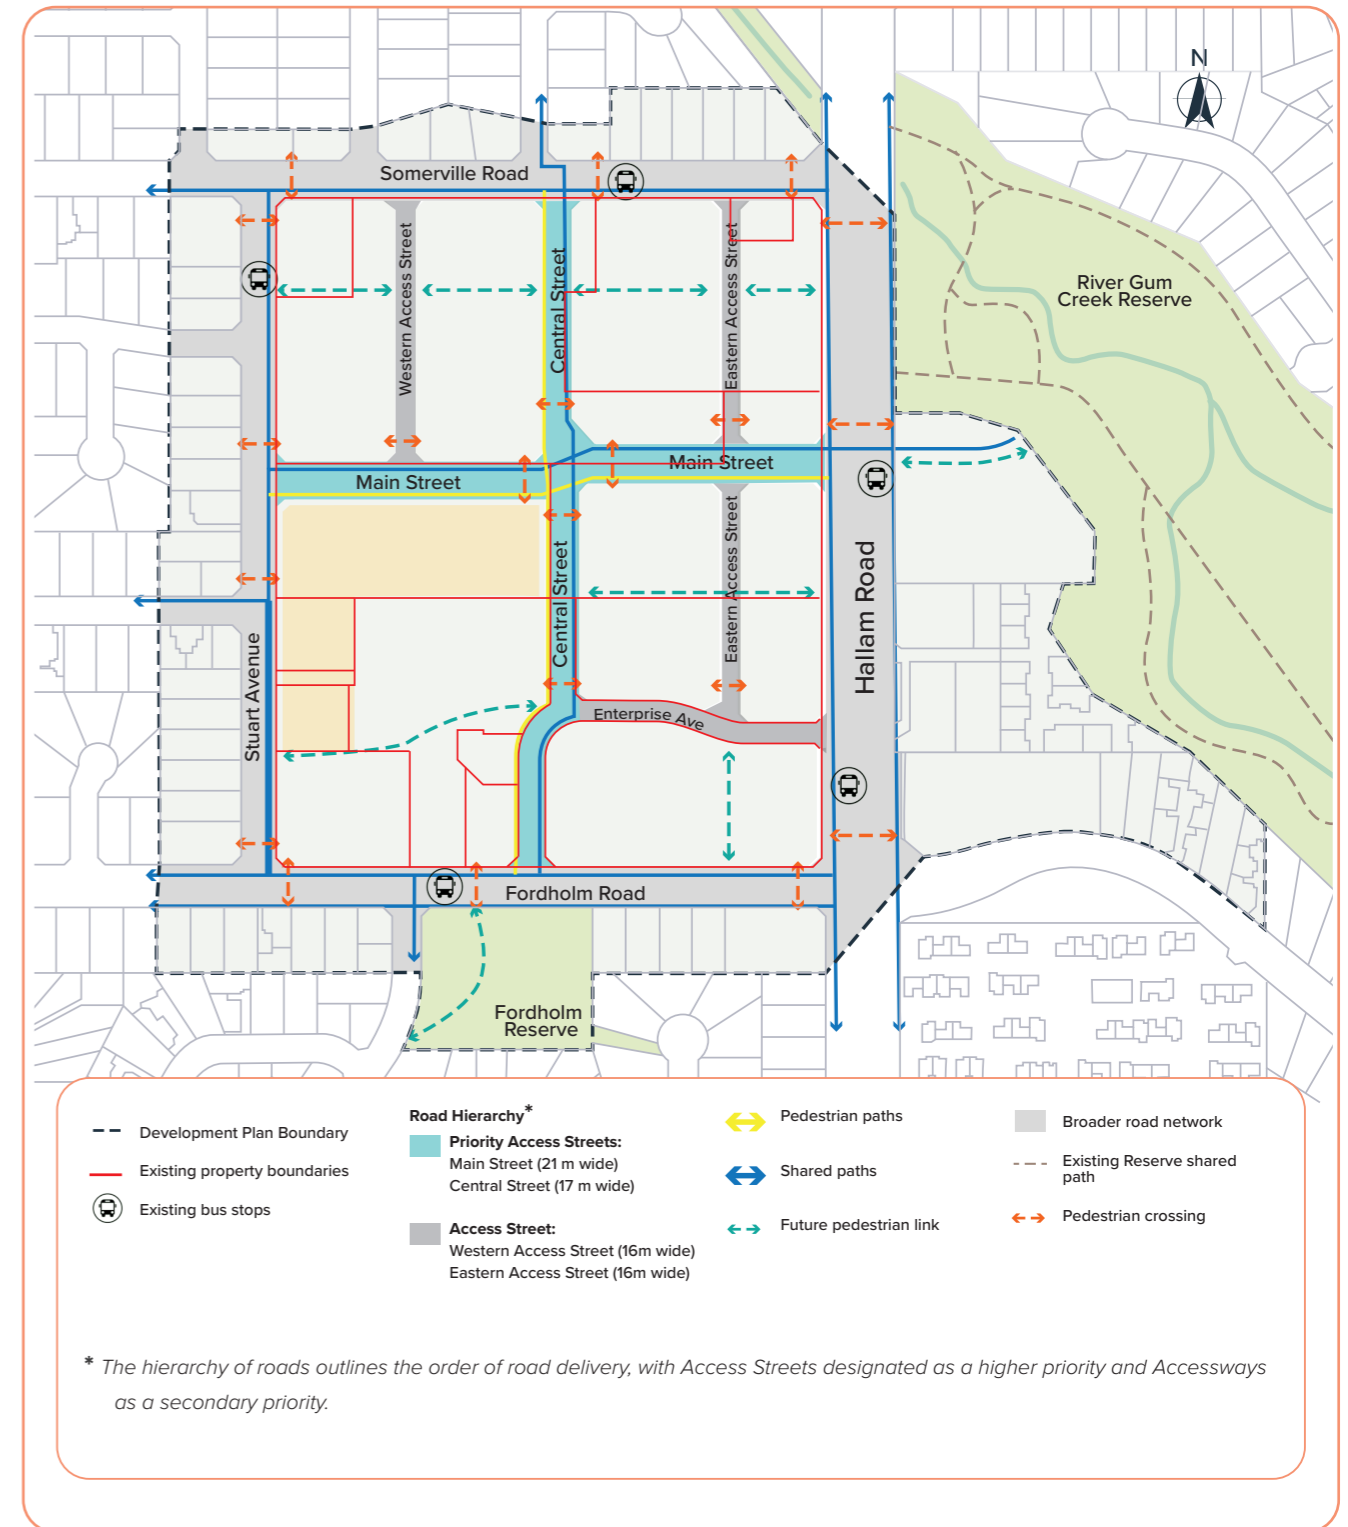 N
Somerville Road
Western Access Street
Central Street
Eastern Access Street
River Gum
Creek Reserve
Main Street
Main Street
Hallam Road
Central Street
Eastern Access Street
Stuart Avenue
Enterprise Ave
Fordholm Road
Fordholm
Reserve
Development Plan Boundary
Existing property boundaries
Existing bus stops
Road Hierarchy*
Priority Access Streets:
Main Street (21 m wide)
Central Street (17 m wide)
Access Street:
Western Access Street (16m wide)
Eastern Access Street (16m wide)
Pedestrian paths
Shared paths
Future pedestrian link
Broader road network
Existing Reserve shared
path
Pedestrian crossing
* The hierarchy of roads outlines the order of road delivery, with Access Streets designated as a higher priority and Accessways
as a secondary priority.